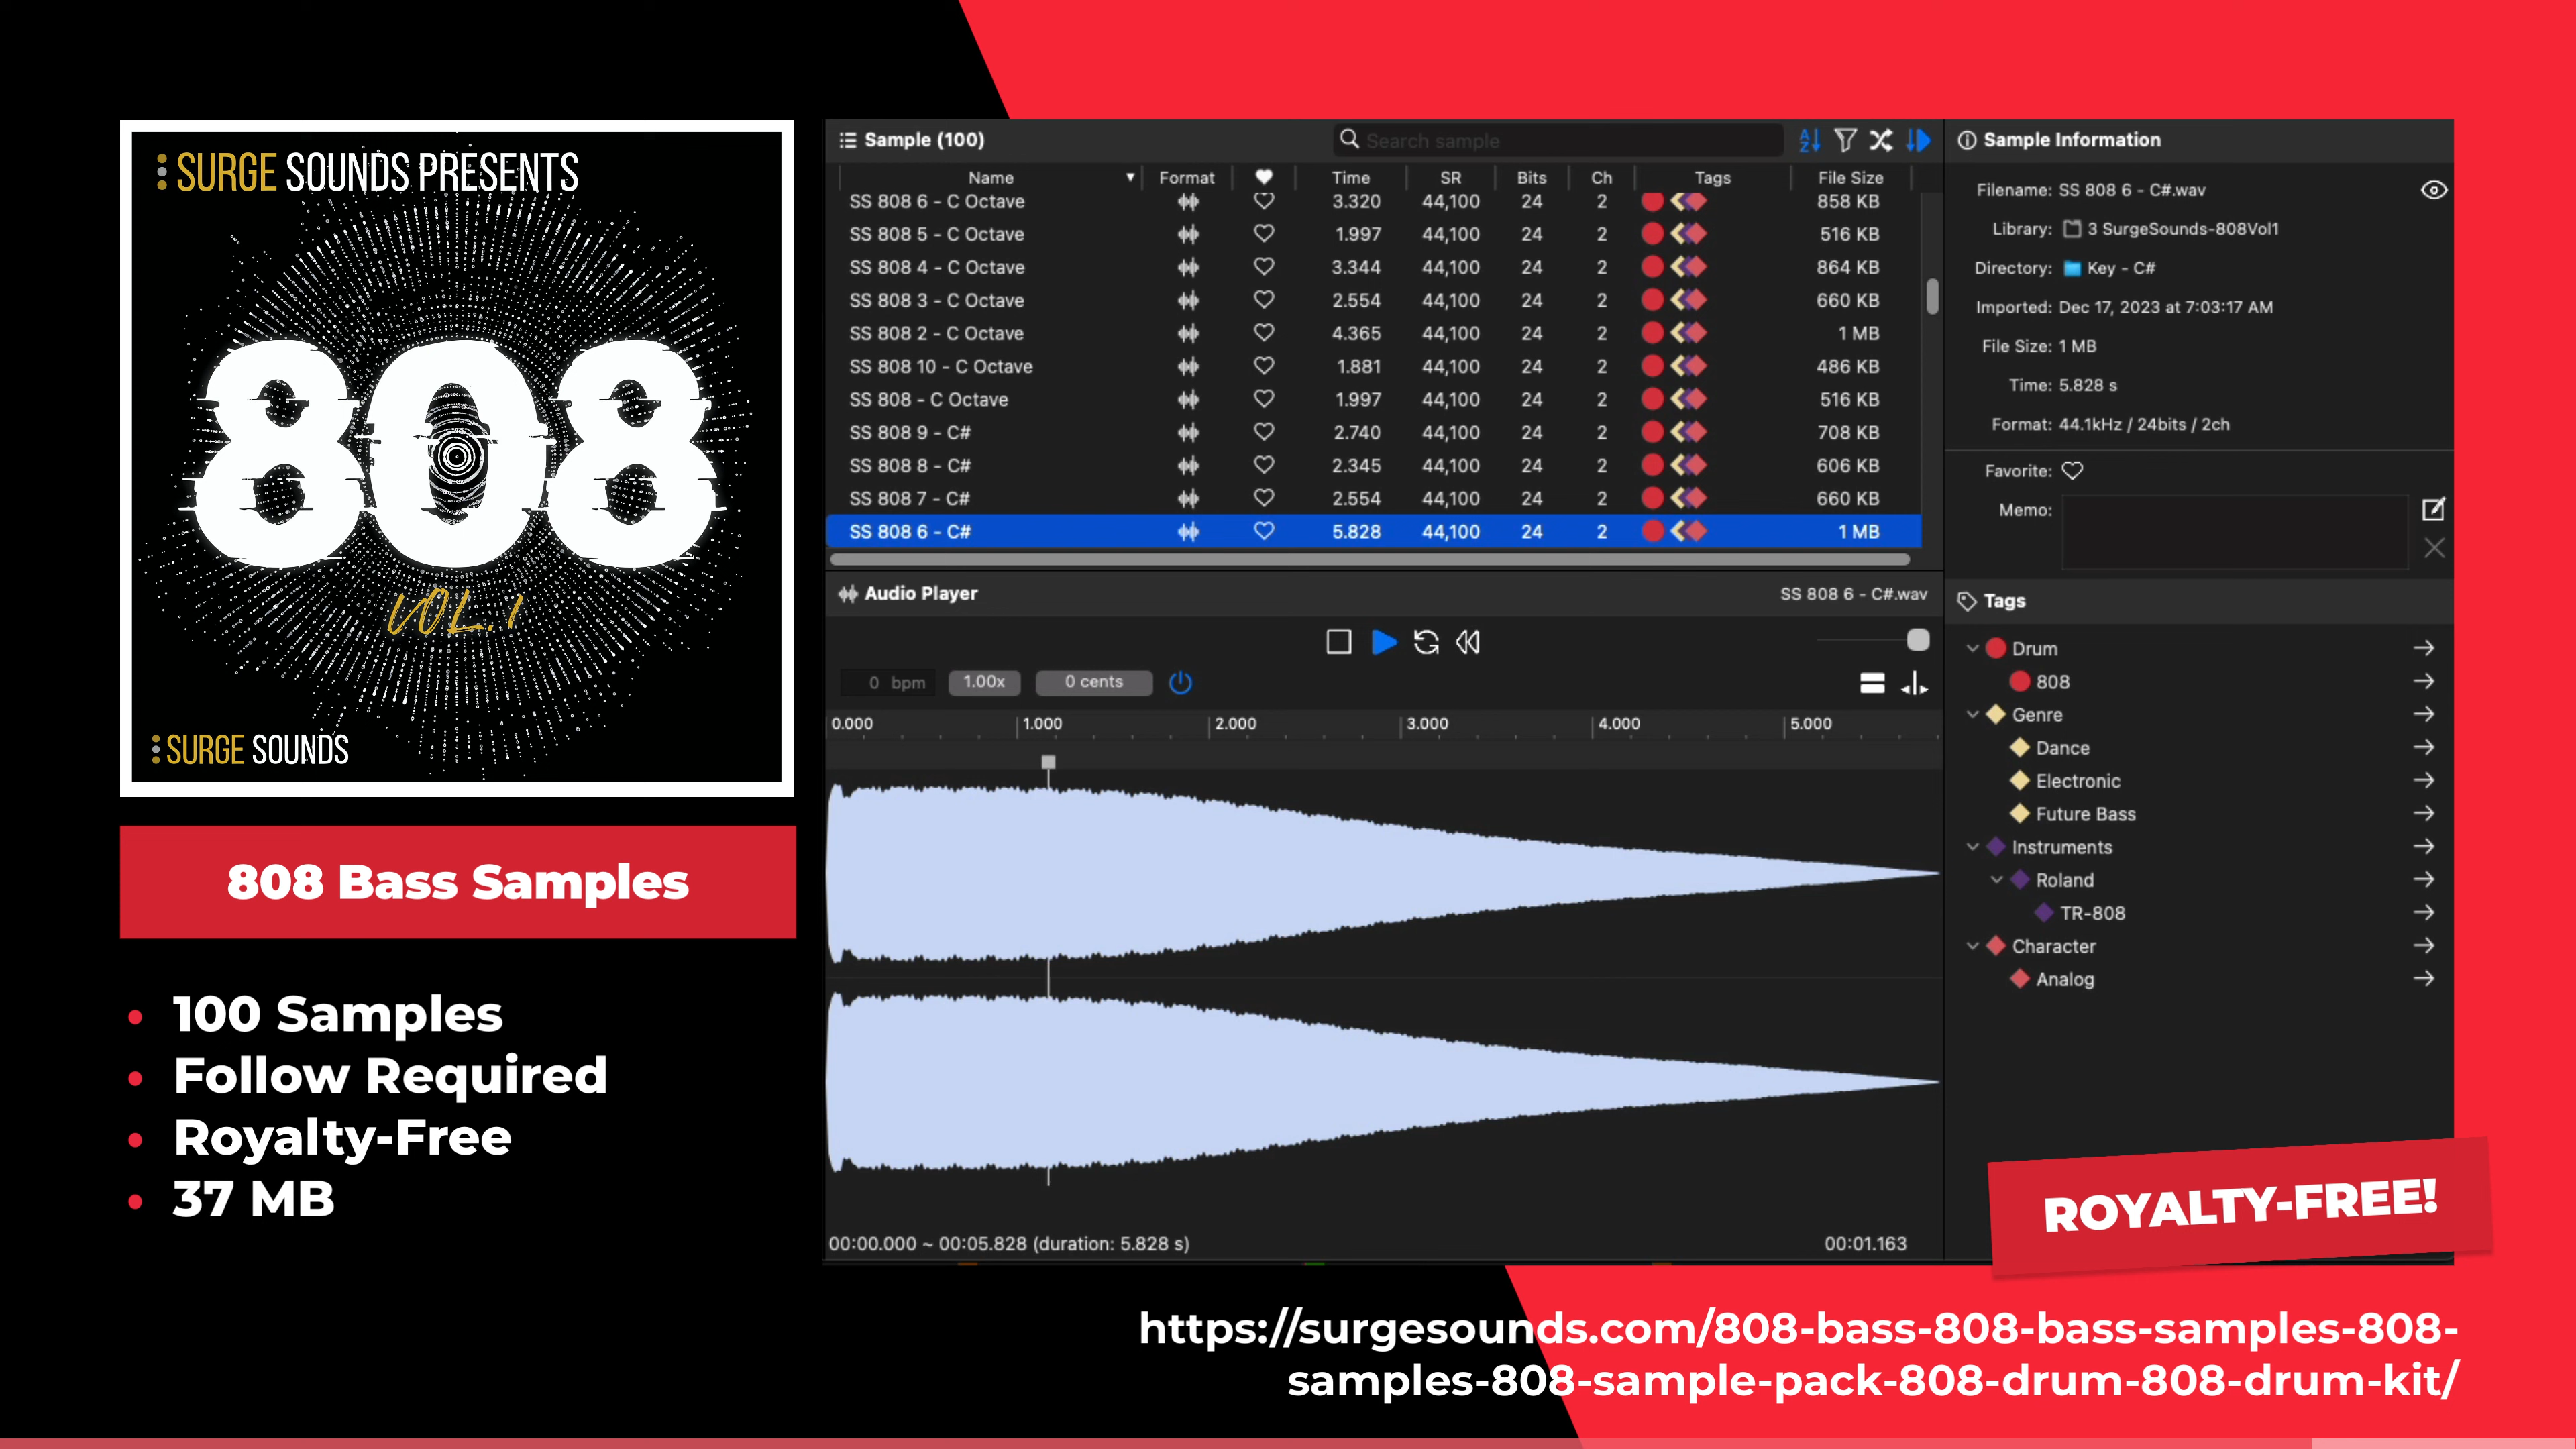 SURGE SOUNDS PRESENTS
808
VOL.1
SURGE SOUNDS
808 Bass Samples
100 Samples
Follow Required
Royalty-Free
37 MB
Sample (100)
Search sample
Name Format Time SR Bits Ch Tags File Size
SS 808 6 - C Octave 3.320 44,100 24 2 858 KB
SS 808 5 - C Octave 1.997 44,100 24 2 516 KB
SS 808 4 - C Octave 3.344 44,100 24 2 864 KB
SS 808 3 - C Octave 2.554 44,100 24 2 660 KB
SS 808 2 - C Octave 4.365 44,100 24 2 1 MB
SS 808 10 - C Octave 1.881 44,100 24 2 486 KB
SS 808 - C Octave 1.997 44,100 24 2 516 KB
SS 808 9 - C# 2.740 44,100 24 2 708 KB
SS 808 8 - C# 2.345 44,100 24 2 606 KB
SS 808 7 - C# 2.554 44,100 24 2 660 KB
SS 808 6 - C# 5.828 44,100 24 2 1 MB
Audio Player SS 808 6 - C#.wav
0 bpm 1.00x 0 cents
0.000 1.000 2.000 3.000 4.000 5.000
00:00.000 ~ 00:05.828 (duration: 5.828 s) 00:01.163
Sample Information
Filename: SS 808 6 - C#.wav
Library: 3 SurgeSounds-808Vol1
Directory: Key - C#
Imported: Dec 17, 2023 at 7:03:17 AM
File Size: 1 MB
Time: 5.828 s
Format: 44.1kHz / 24bits / 2ch
Favorite:
Memo:
Tags
Drum
808
Genre
Dance
Electronic
Future Bass
Instruments
Roland
TR-808
Character
Analog
ROYALTY-FREE!
https://surgesounds.com/808-bass-808-bass-samples-808-
samples-808-sample-pack-808-drum-808-drum-kit/